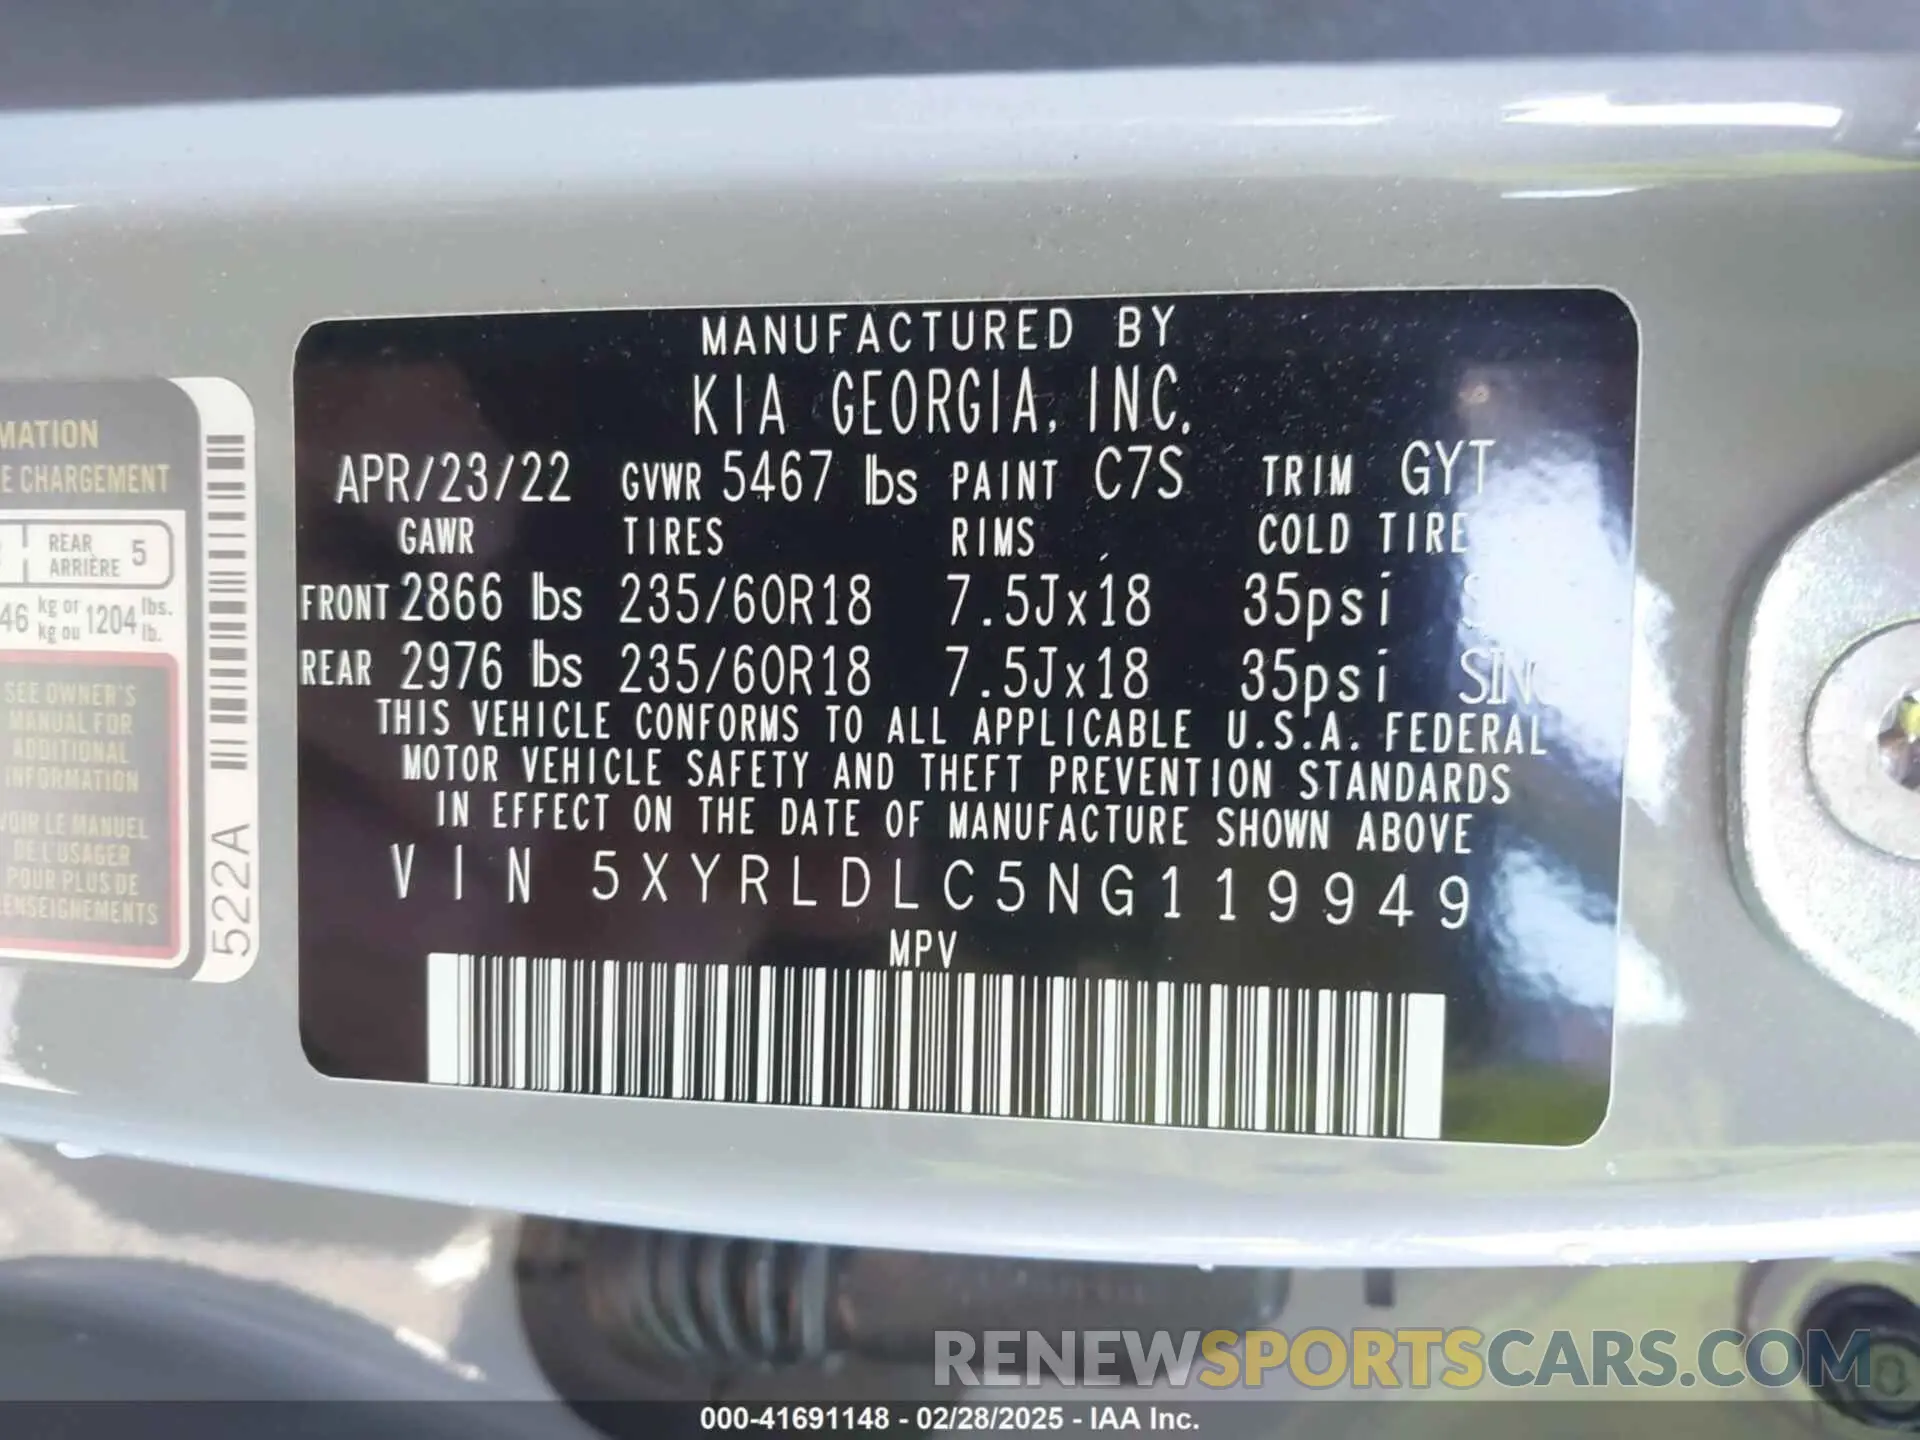 MATION
E CHARGEMENT
REAR 5
ARRIÈRE
46 kg or 1204 lbs.
kg ou lb.
SEE OWNER'S
MANUAL FOR
ADDITIONAL
INFORMATION
VOIR LE MANUEL
DE L'USAGER
POUR PLUS DE
RENSEIGNEMENTS
522A
MANUFACTURED BY
KIA GEORGIA, INC.
APR/23/22 GVWR 5467 lbs PAINT C7S TRIM GYT
GAWR TIRES RIMS COLD TIRE
FRONT 2866 lbs 235/60R18 7.5Jx18 35psi
REAR 2976 lbs 235/60R18 7.5Jx18 35psi SING
THIS VEHICLE CONFORMS TO ALL APPLICABLE U.S.A. FEDERAL
MOTOR VEHICLE SAFETY AND THEFT PREVENTION STANDARDS
IN EFFECT ON THE DATE OF MANUFACTURE SHOWN ABOVE
VIN 5XYRLDLC5NG119949
MPV
RENEWSPORTSCARS.COM
000-41691148 - 02/28/2025 - IAA Inc.